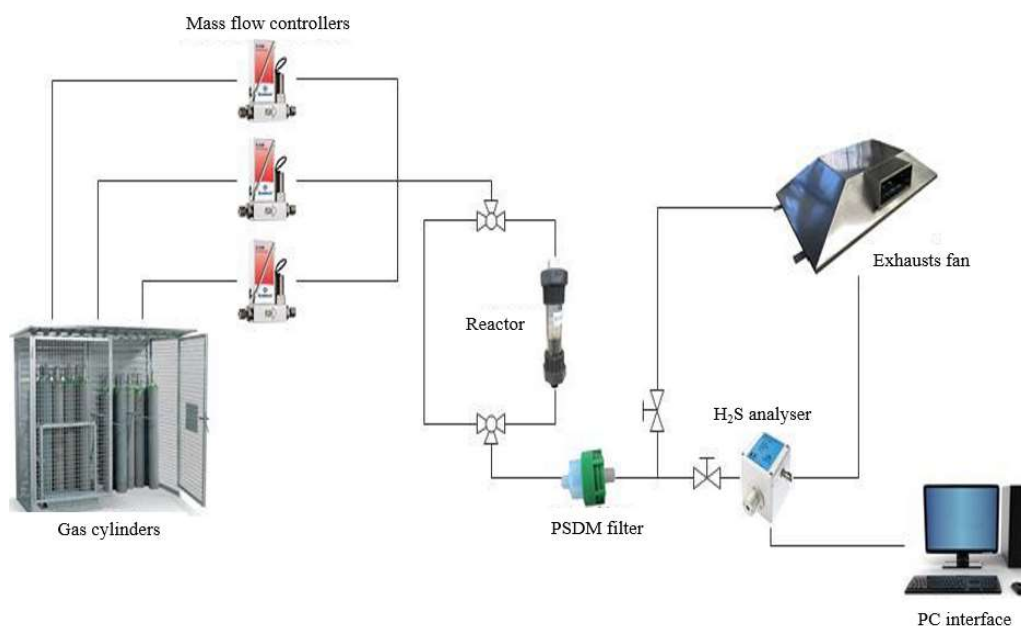 Mass flow controllers
Exhausts fan
Reactor
H₂S analyser
PSDM filter
Gas cylinders
PC interface